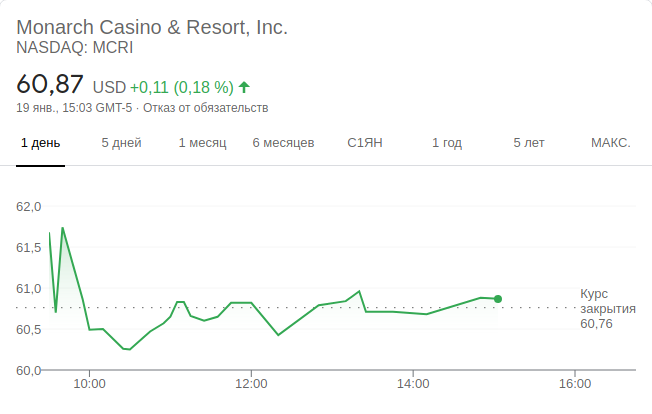 Monarch Casino & Resort, Inc.
NASDAQ: MCRI
60,87 USD +0,11 (0,18 %) ↑
19 янв., 15:03 GMT-5 · Отказ от обязательств
1 день 5 дней 1 месяц 6 месяцев С1ЯН 1 год 5 лет МАКС.
62,0
61,5
61,0
60,5
60,0
Курс
закрытия
60,76
10:00 12:00 14:00 16:00